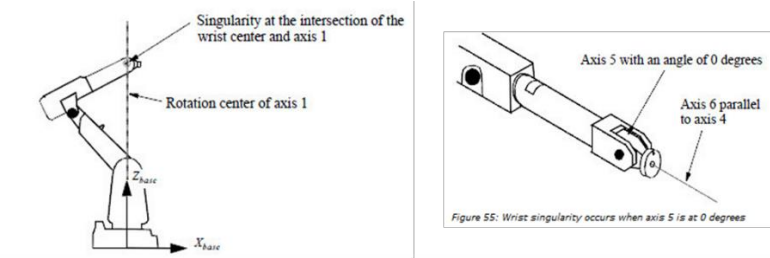 Singularity at the intersection of the
wrist center and axis 1
Rotation center of axis 1
Zbase
Xbase
Axis 5 with an angle of 0 degrees
Axis 6 parallel
to axis 4
Figure 55: Wrist singularity occurs when axis 5 is at 0 degrees